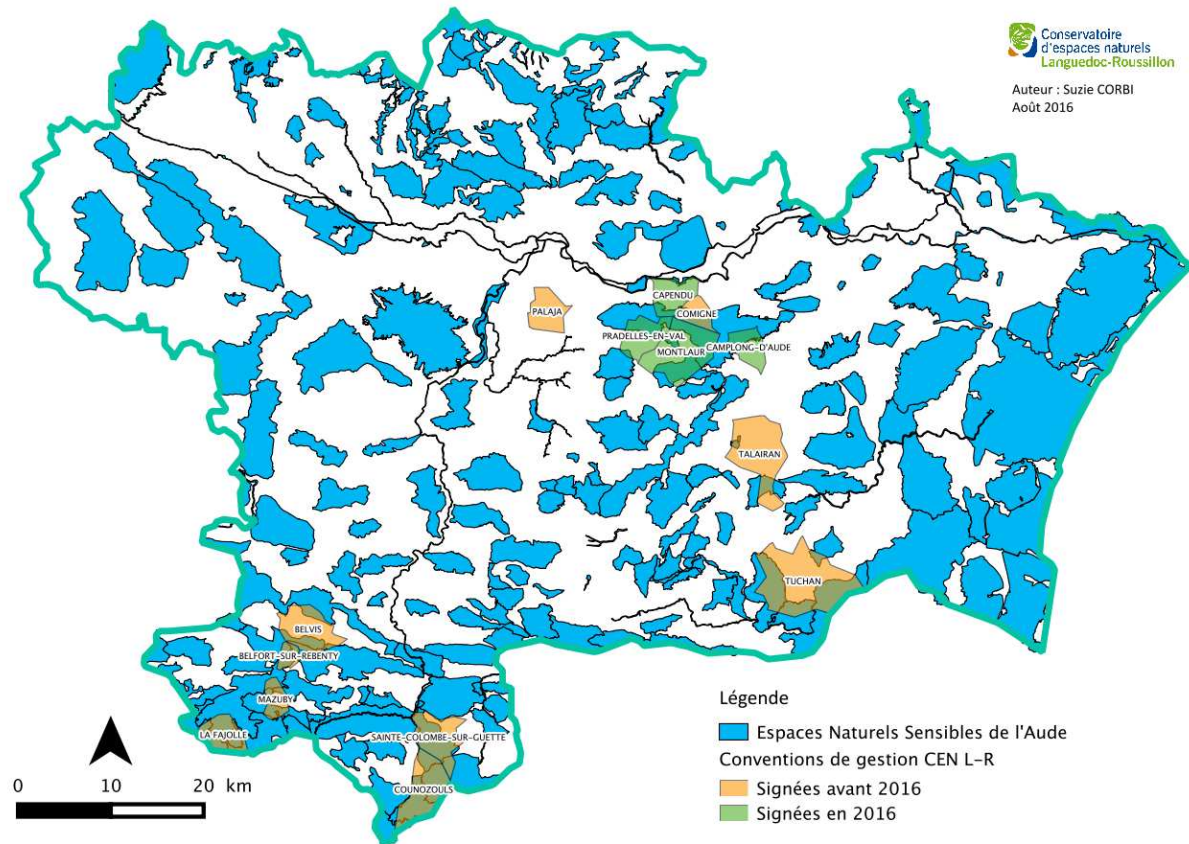 Conservatoire
d'espaces naturels
Languedoc-Roussillon
Auteur : Suzie CORBI
Août 2016
CAPENDU
COMIGNE
PALAJA
PRADELLES-EN-VAL
MONTLAUR
CAMPLONG-D'AUDE
TALAIRAN
TUCHAN
BELVIS
BELFORT-SUR-REBENTY
MAZUBY
LA FAJOLLE
SAINTE-COLOMBE-SUR-GUETTE
COUNOZOULS
0 10 20 km
Légende
Espaces Naturels Sensibles de l'Aude
Conventions de gestion CEN L-R
Signées avant 2016
Signées en 2016